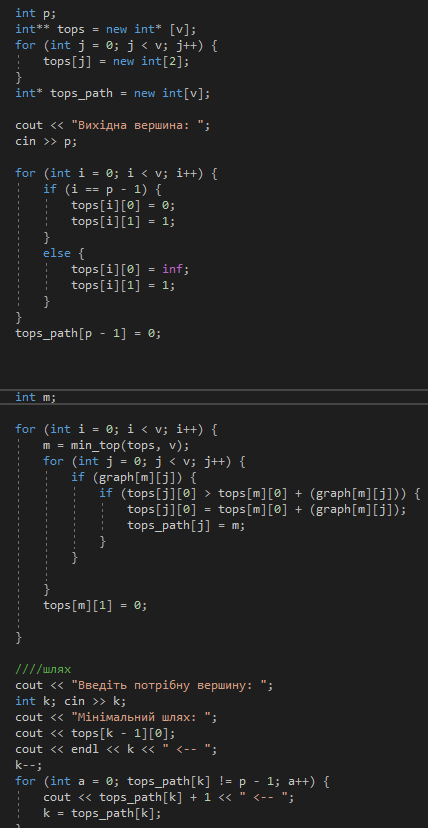 int p;
int** tops = new int* [v];
for (int j = 0; j < v; j++) {
tops[j] = new int[2];
}
int* tops_path = new int[v];
cout << "Вихідна вершина: ";
cin >> p;
for (int i = 0; i < v; i++) {
if (i == p - 1) {
tops[i][0] = 0;
tops[i][1] = 1;
}
else {
tops[i][0] = inf;
tops[i][1] = 1;
}
}
tops_path[p - 1] = 0;
int m;
for (int i = 0; i < v; i++) {
m = min_top(tops, v);
for (int j = 0; j < v; j++) {
if (graph[m][j]) {
if (tops[j][0] > tops[m][0] + (graph[m][j])) {
tops[j][0] = tops[m][0] + (graph[m][j]);
tops_path[j] = m;
}
}
}
tops[m][1] = 0;
}
////шлях
cout << "Введіть потрібну вершину: ";
int k; cin >> k;
cout << "Мінімальний шлях: ";
cout << tops[k - 1][0];
cout << endl << k << " <-- ";
k--;
for (int a = 0; tops_path[k] != p - 1; a++) {
cout << tops_path[k] + 1 << " <-- ";
k = tops_path[k];
}